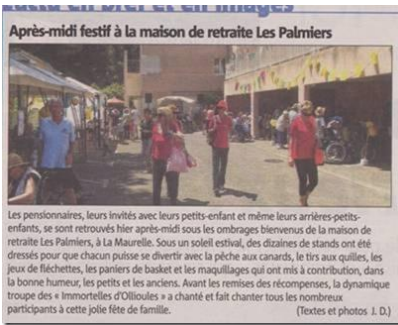 en bref et en images
Après-midi festif à la maison de retraite Les Palmiers
Les pensionnaires, leurs invités avec leurs petits-enfant et même leurs arrières-petits-
enfants, se sont retrouvés hier après-midi sous les ombrages bienvenus de la maison de
retraite Les Palmiers, à La Maurelle. Sous un soleil estival, des dizaines de stands ont été
dressés pour que chacun puisse se divertir avec la pêche aux canards, le tirs aux quilles, les
jeux de fléchettes, les paniers de basket et les maquillages qui ont mis à contribution, dans
la bonne humeur, les petits et les anciens. Avant les remises des récompenses, la dynamique
troupe des « Immortelles d'Ollioules » a chanté et fait chanter tous les nombreux
participants à cette jolie fête de famille. (Textes et photos J. D.)